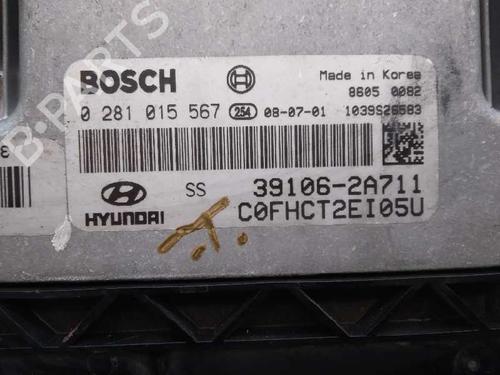 B-PARTS
BOSCH
Made in Korea
8605 0082
0 281 015 567 254 08-07-01 1039S26583
HYUNDAI
SS 39106-2A711
C0FHCT2EI05U